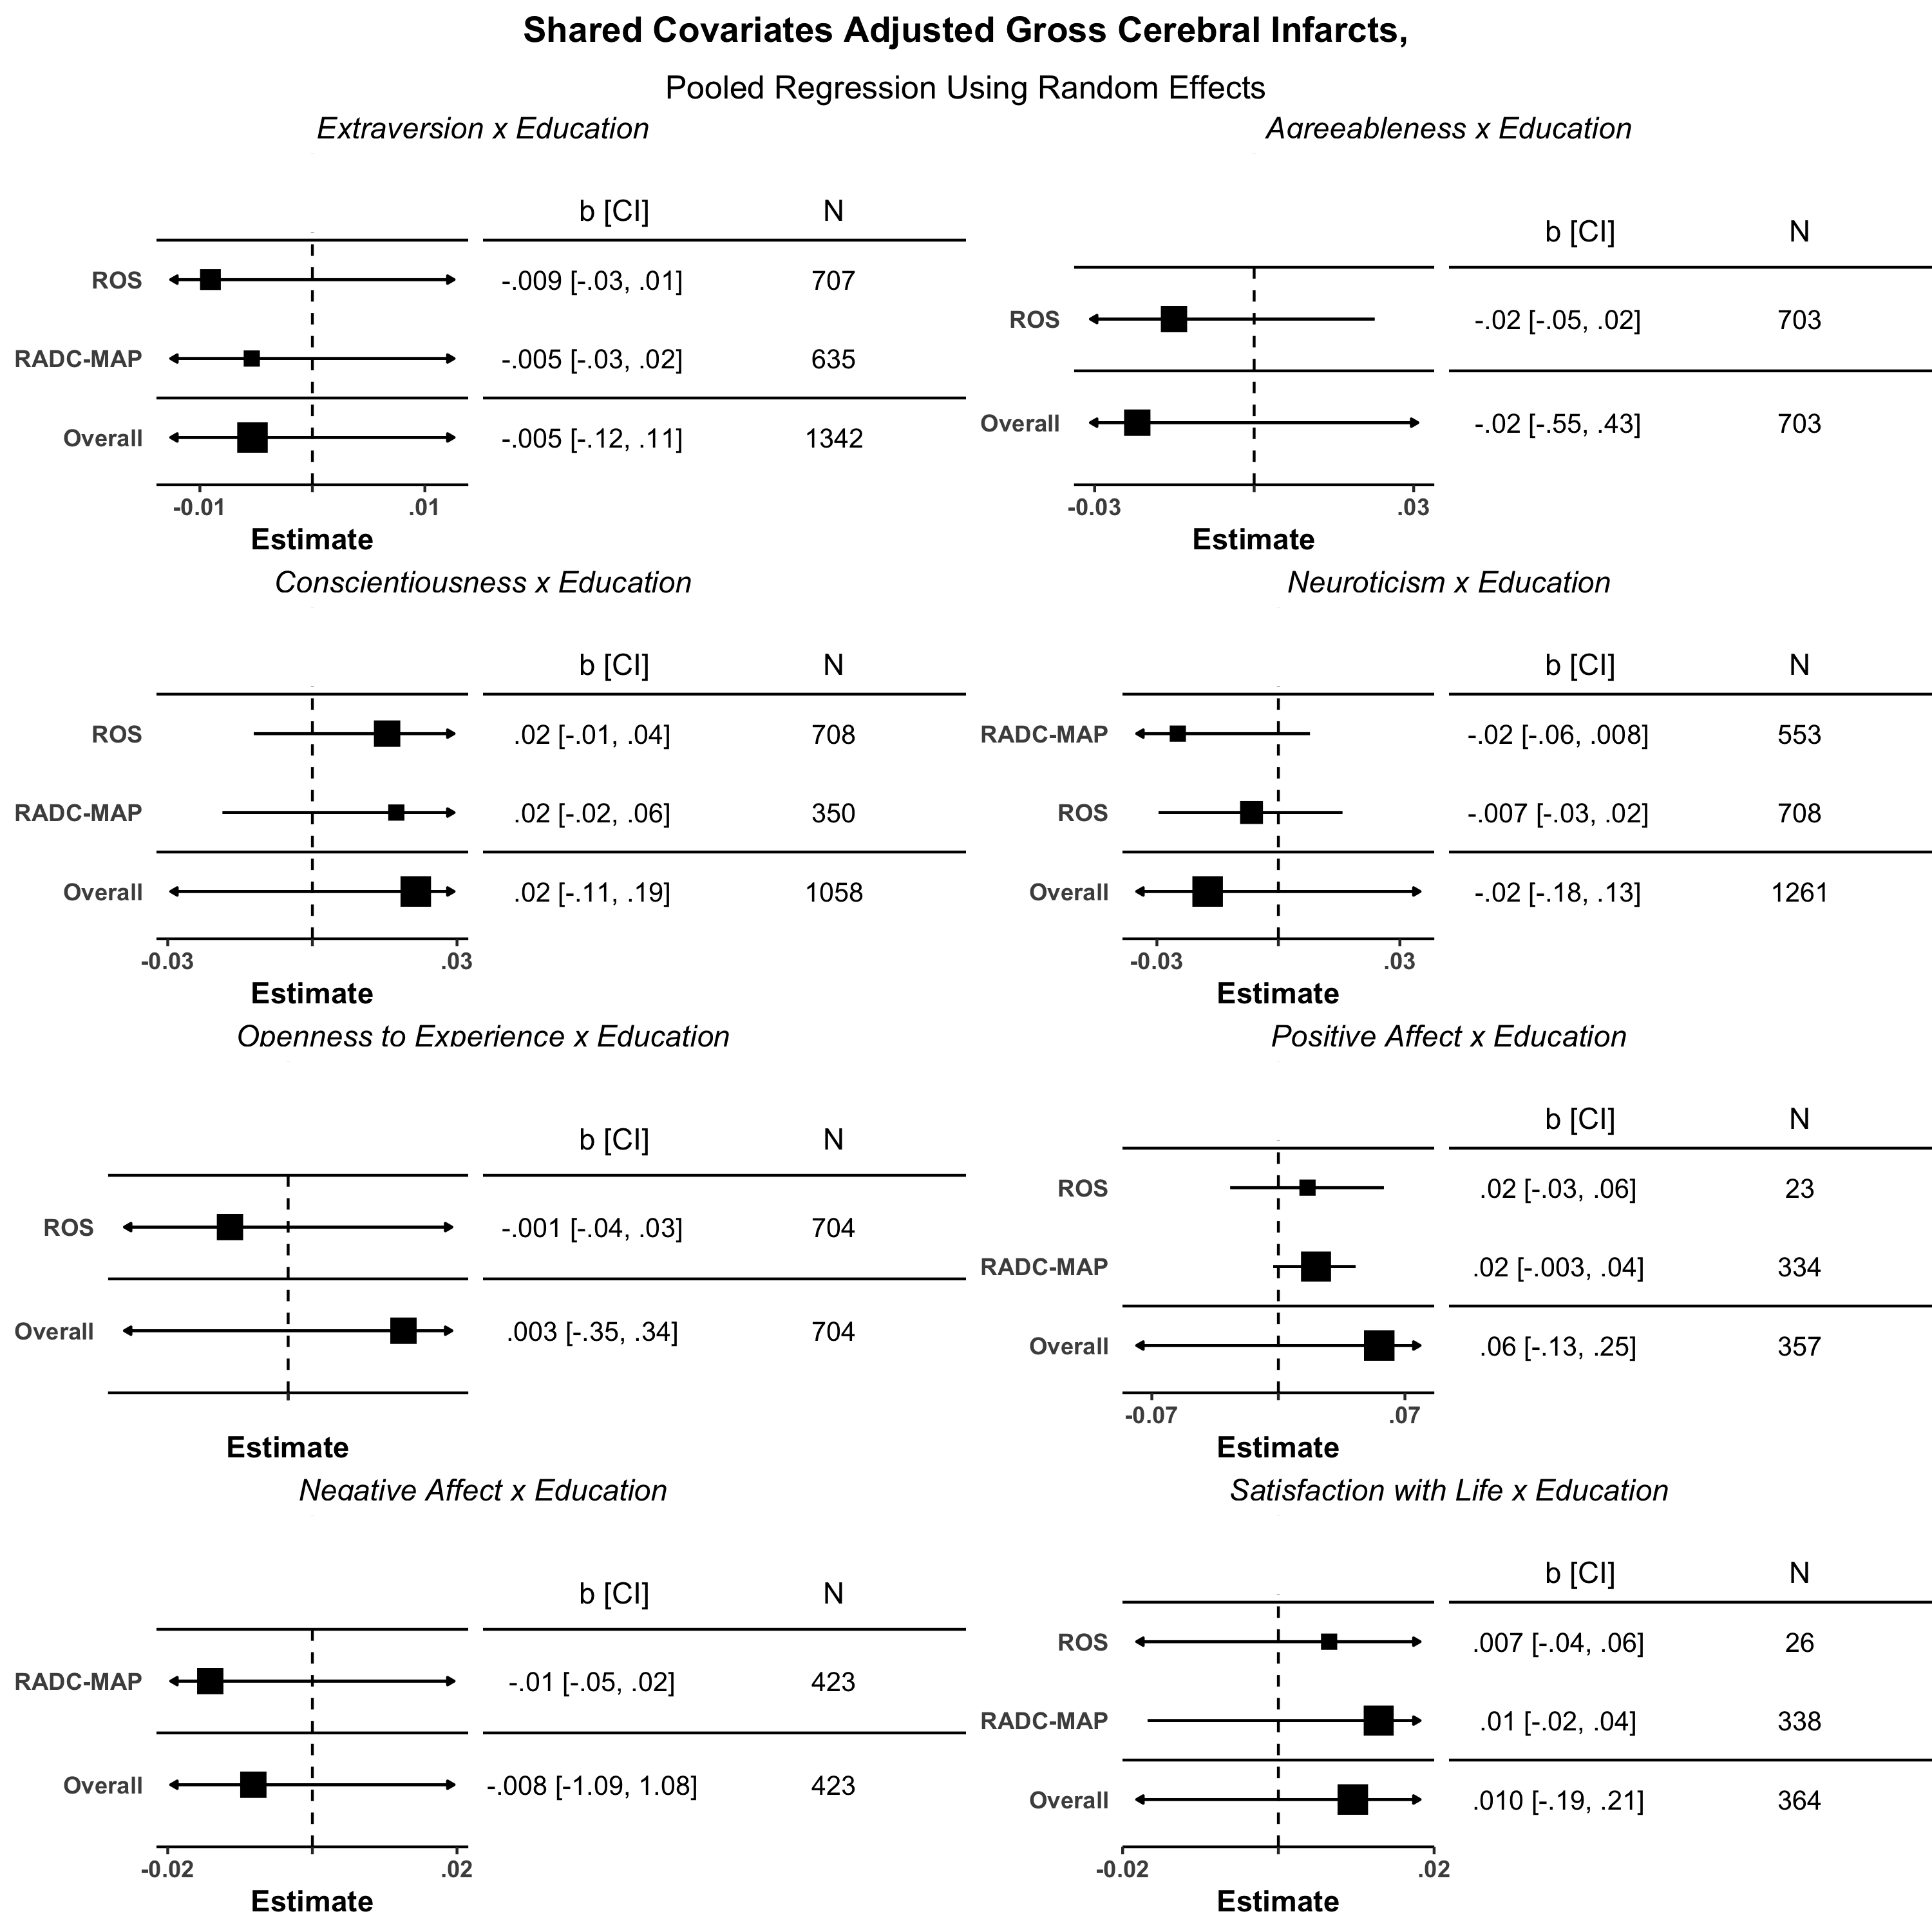 Shared Covariates Adjusted Gross Cerebral Infarcts,
Pooled Regression Using Random Effects
Extraversion x Education
b [CI] N
ROS -.009 [-.03, .01] 707
RADC-MAP -.005 [-.03, .02] 635
Overall -.005 [-.12, .11] 1342
-0.01 .01
Estimate
Agreeableness x Education
b [CI] N
ROS -.02 [-.05, .02] 703
Overall -.02 [-.55, .43] 703
-0.03 .03
Estimate
Conscientiousness x Education
b [CI] N
ROS .02 [-.01, .04] 708
RADC-MAP .02 [-.02, .06] 350
Overall .02 [-.11, .19] 1058
-0.03 .03
Estimate
Neuroticism x Education
b [CI] N
RADC-MAP -.02 [-.06, .008] 553
ROS -.007 [-.03, .02] 708
Overall -.02 [-.18, .13] 1261
-0.03 .03
Estimate
Openness to Experience x Education
b [CI] N
ROS -.001 [-.04, .03] 704
Overall .003 [-.35, .34] 704
Estimate
Positive Affect x Education
b [CI] N
ROS .02 [-.03, .06] 23
RADC-MAP .02 [-.003, .04] 334
Overall .06 [-.13, .25] 357
-0.07 .07
Estimate
Negative Affect x Education
b [CI] N
RADC-MAP -.01 [-.05, .02] 423
Overall -.008 [-1.09, 1.08] 423
-0.02 .02
Estimate
Satisfaction with Life x Education
b [CI] N
ROS .007 [-.04, .06] 26
RADC-MAP .01 [-.02, .04] 338
Overall .010 [-.19, .21] 364
-0.02 .02
Estimate